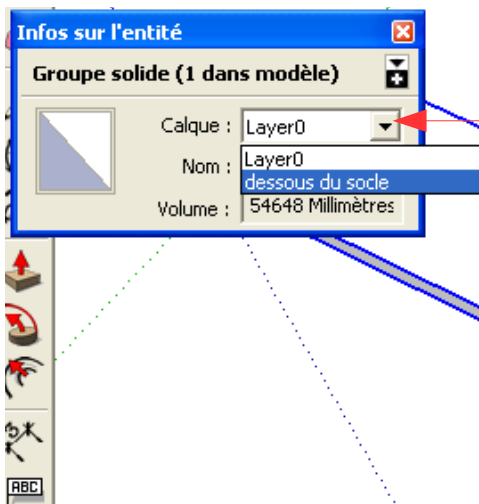 Infos sur l'entité
Groupe solide (1 dans modèle)
Calque : Layer0
Layer0
Nom :
dessous du socle
Volume : 54648 Millimètres
ABC